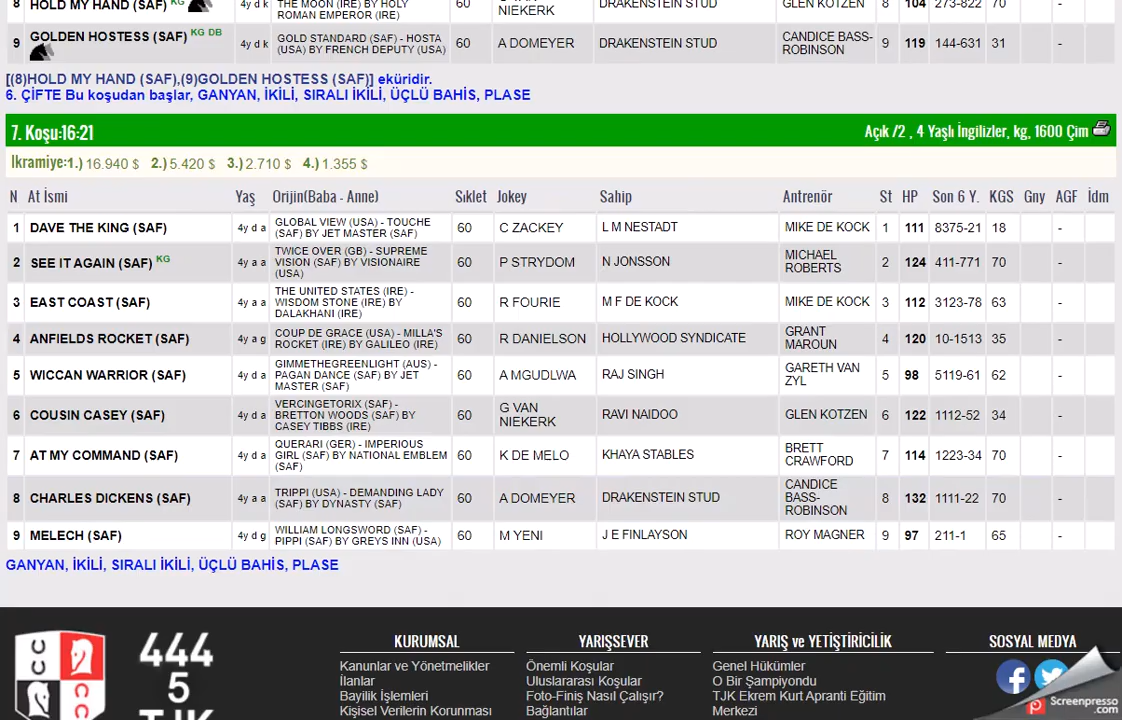 8 HOLD MY HAND (SAF) KG 4y d k THE MOON (IRE) BY HOLY ROMAN EMPEROR (IRE) 60 G VAN NIEKERK DRAKENSTEIN STUD GLEN KOTZEN 8 104 273-822 70 -
9 GOLDEN HOSTESS (SAF) KG DB 4y d k GOLD STANDARD (SAF) - HOSTA (USA) BY FRENCH DEPUTY (USA) 60 A DOMEYER DRAKENSTEIN STUD CANDICE BASS-ROBINSON 9 119 144-631 31 -
[(8)HOLD MY HAND (SAF),(9)GOLDEN HOSTESS (SAF)] eküridir.
6. ÇİFTE Bu koşudan başlar, GANYAN, İKİLİ, SIRALI İKİLİ, ÜÇLÜ BAHİS, PLASE
7. Koşu:16:21 Açık /2 , 4 Yaşlı İngilizler, kg, 1600 Çim
İkramiye:1.) 16.940 $ 2.) 5.420 $ 3.) 2.710 $ 4.) 1.355 $
N At İsmi Yaş Orijin(Baba - Anne) Sıklet Jokey Sahip Antrenör St HP Son 6 Y. KGS Gny AGF İdm
1 DAVE THE KING (SAF) 4y d a GLOBAL VIEW (USA) - TOUCHE (SAF) BY JET MASTER (SAF) 60 C ZACKEY L M NESTADT MIKE DE KOCK 1 111 8375-21 18 -
2 SEE IT AGAIN (SAF) KG 4y a a TWICE OVER (GB) - SUPREME VISION (SAF) BY VISIONAIRE (USA) 60 P STRYDOM N JONSSON MICHAEL ROBERTS 2 124 411-771 70 -
3 EAST COAST (SAF) 4y a a THE UNITED STATES (IRE) - WISDOM STONE (IRE) BY DALAKHANI (IRE) 60 R FOURIE M F DE KOCK MIKE DE KOCK 3 112 3123-78 63 -
4 ANFIELDS ROCKET (SAF) 4y a g COUP DE GRACE (USA) - MILLA'S ROCKET (IRE) BY GALILEO (IRE) 60 R DANIELSON HOLLYWOOD SYNDICATE GRANT MAROUN 4 120 10-1513 35 -
5 WICCAN WARRIOR (SAF) 4y d a GIMMETHEGREENLIGHT (AUS) - PAGAN DANCE (SAF) BY JET MASTER (SAF) 60 A MGUDLWA RAJ SINGH GARETH VAN ZYL 5 98 5119-61 62 -
6 COUSIN CASEY (SAF) 4y d a VERCINGETORIX (SAF) - BRETTON WOODS (SAF) BY CASEY TIBBS (IRE) 60 G VAN NIEKERK RAVI NAIDOO GLEN KOTZEN 6 122 1112-52 34 -
7 AT MY COMMAND (SAF) 4y d a QUERARI (GER) - IMPERIOUS GIRL (SAF) BY NATIONAL EMBLEM (SAF) 60 K DE MELO KHAYA STABLES BRETT CRAWFORD 7 114 1223-34 70 -
8 CHARLES DICKENS (SAF) 4y a a TRIPPI (USA) - DEMANDING LADY (SAF) BY DYNASTY (SAF) 60 A DOMEYER DRAKENSTEIN STUD CANDICE BASS-ROBINSON 8 132 1111-22 70 -
9 MELECH (SAF) 4y d g WILLIAM LONGSWORD (SAF) - PIPPI (SAF) BY GREYS INN (USA) 60 M YENI J E FINLAYSON ROY MAGNER 9 97 211-1 65 -
GANYAN, İKİLİ, SIRALI İKİLİ, ÜÇLÜ BAHİS, PLASE
444
5
TJK
KURUMSAL
Kanunlar ve Yönetmelikler
İlanlar
Bayilik İşlemleri
Kişisel Verilerin Korunması
YARIŞSEVER
Önemli Koşular
Uluslararası Koşular
Foto-Finiş Nasıl Çalışır?
Bağlantılar
YARIŞ ve YETİŞTİRİCİLİK
Genel Hükümler
O Bir Şampiyondu
TJK Ekrem Kurt Apranti Eğitim
Merkezi
SOSYAL MEDYA
Screenpresso
.com